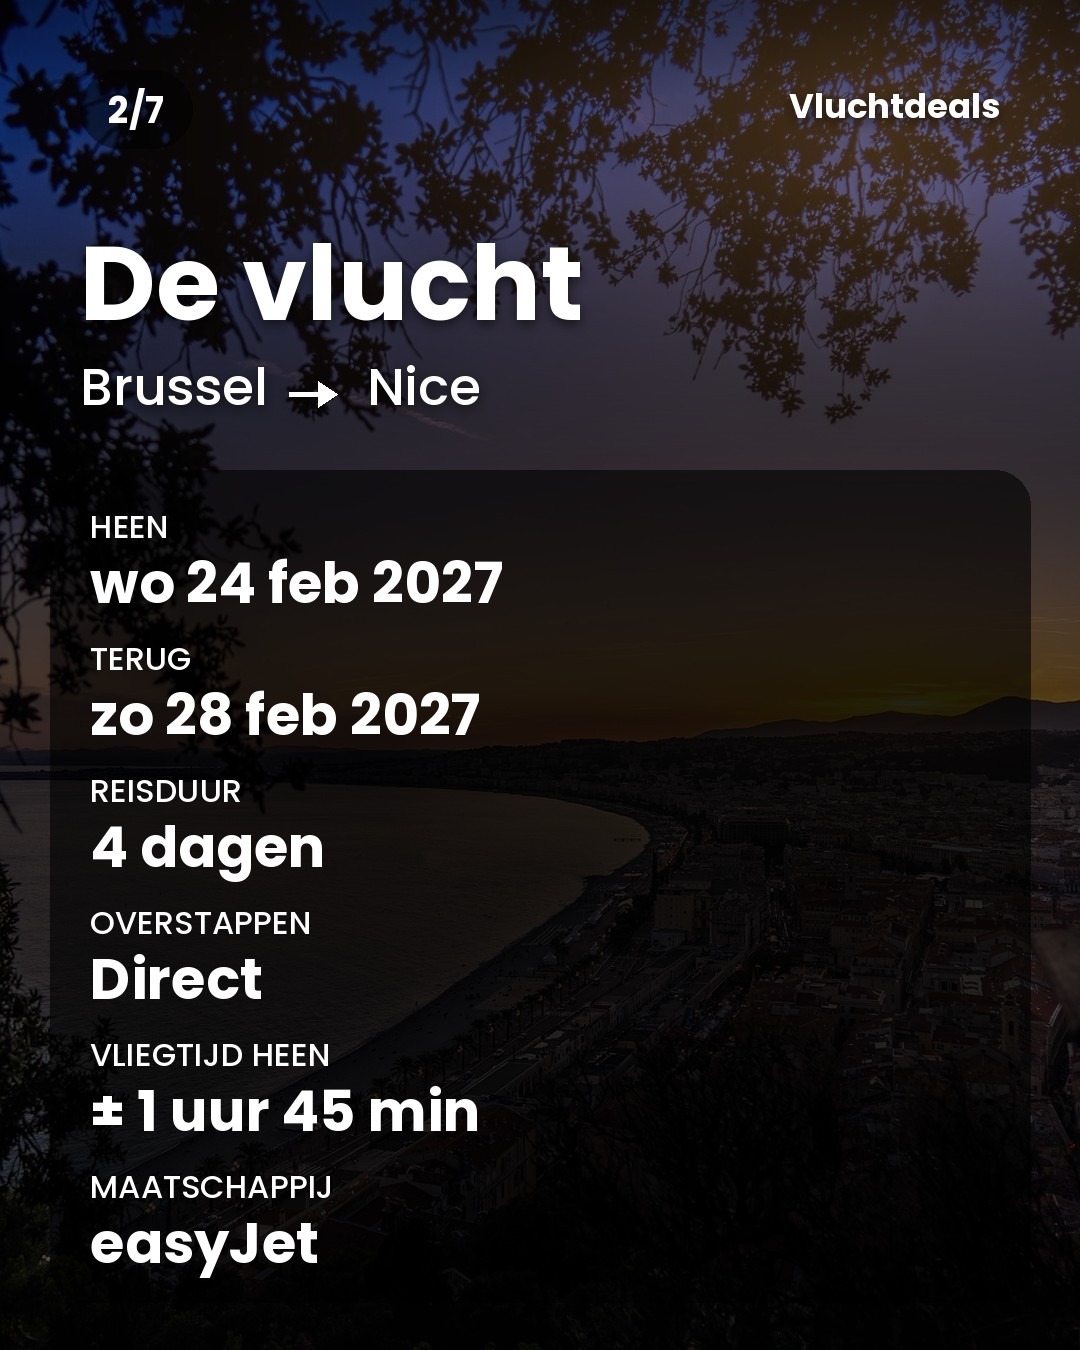 2/7
Vluchtdeals
De vlucht
Brussel → Nice
HEEN
wo 24 feb 2027
TERUG
zo 28 feb 2027
REISDUUR
4 dagen
OVERSTAPPEN
Direct
VLIEGTIJD HEEN
± 1 uur 45 min
MAATSCHAPPIJ
easyJet